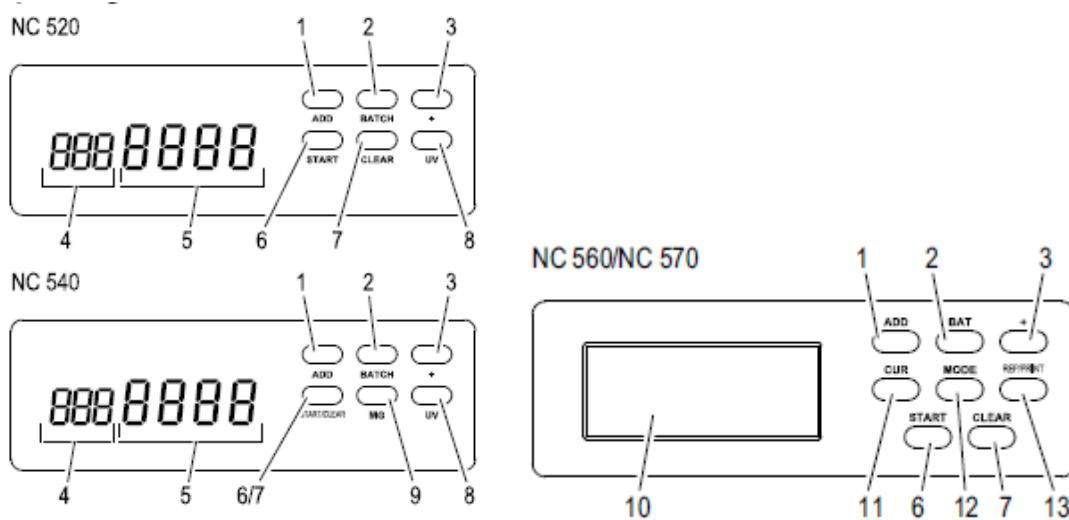 NC 520
1 2 3
ADD BATCH +
888 8888
START CLEAR UV
4 5 6 7 8
NC 540
1 2 3
ADD BATCH +
888 8888
START/CLEAR MG UV
4 5 6/7 9 8
NC 560/NC 570
1 2 3
ADD BAT +
CUR MODE REP/PRINT
START CLEAR
10 11 6 12 7 13